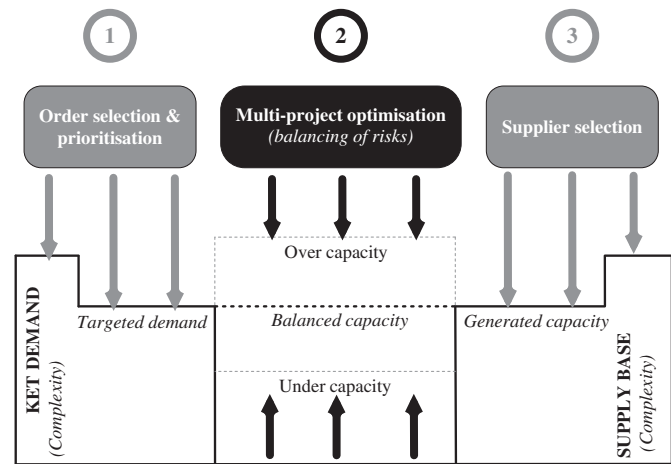 1
2
3
Order selection &
prioritisation
Multi-project optimisation
(balancing of risks)
Supplier selection
Over capacity
Targeted demand
Balanced capacity
Generated capacity
Under capacity
KET DEMAND
(Complexity)
SUPPLY BASE
(Complexity)